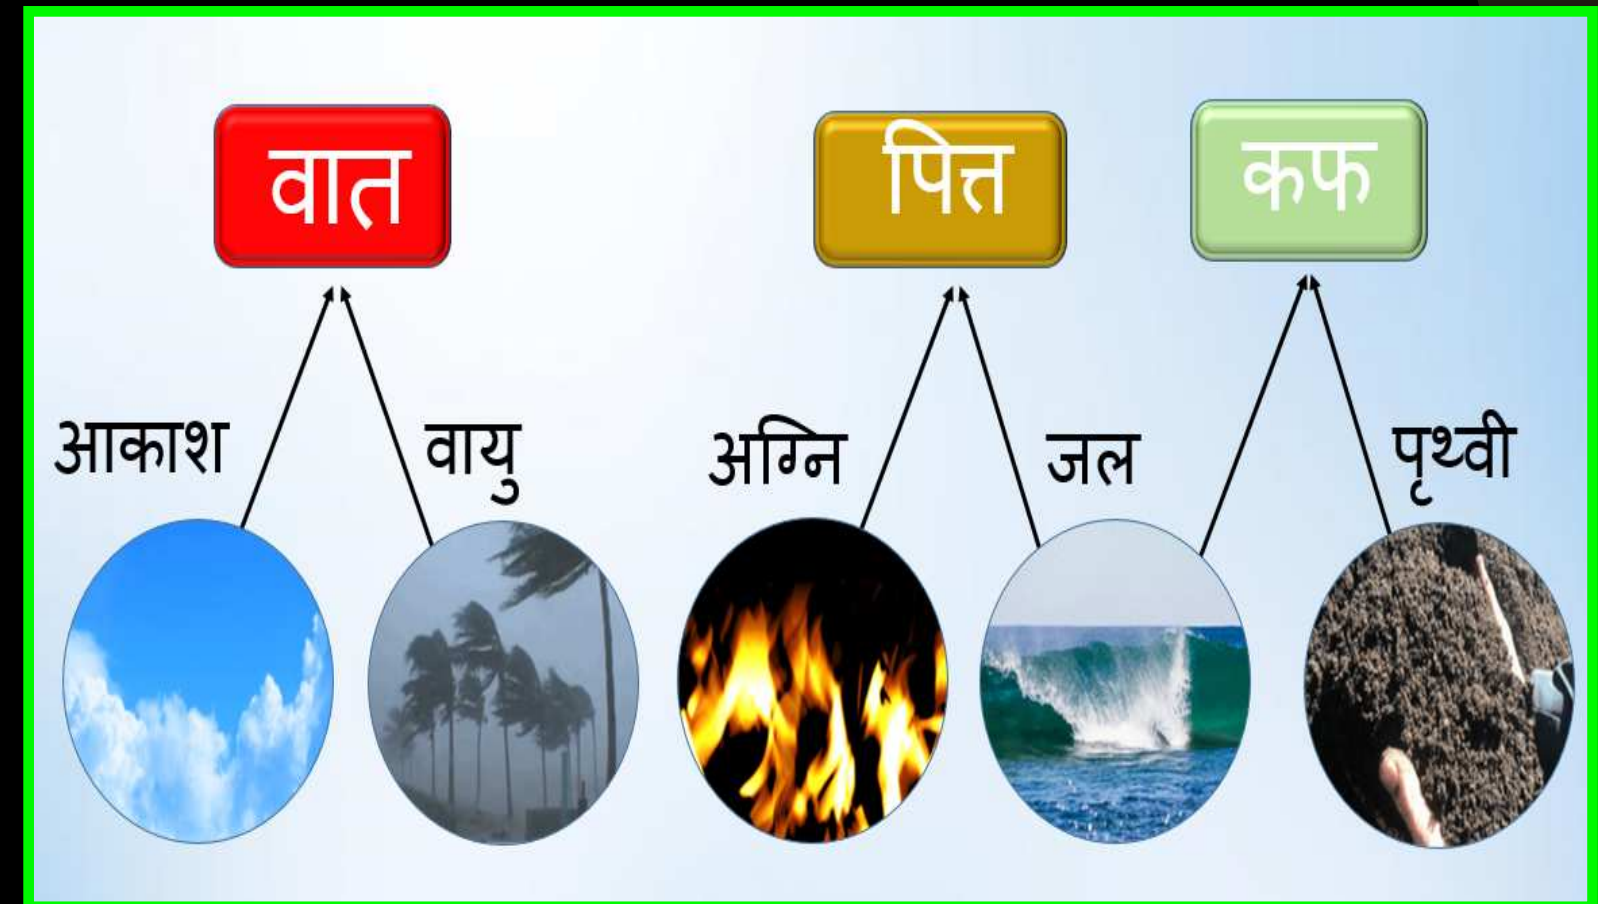 वात पित्त कफ
आकाश वायु अग्नि जल पृथ्वी